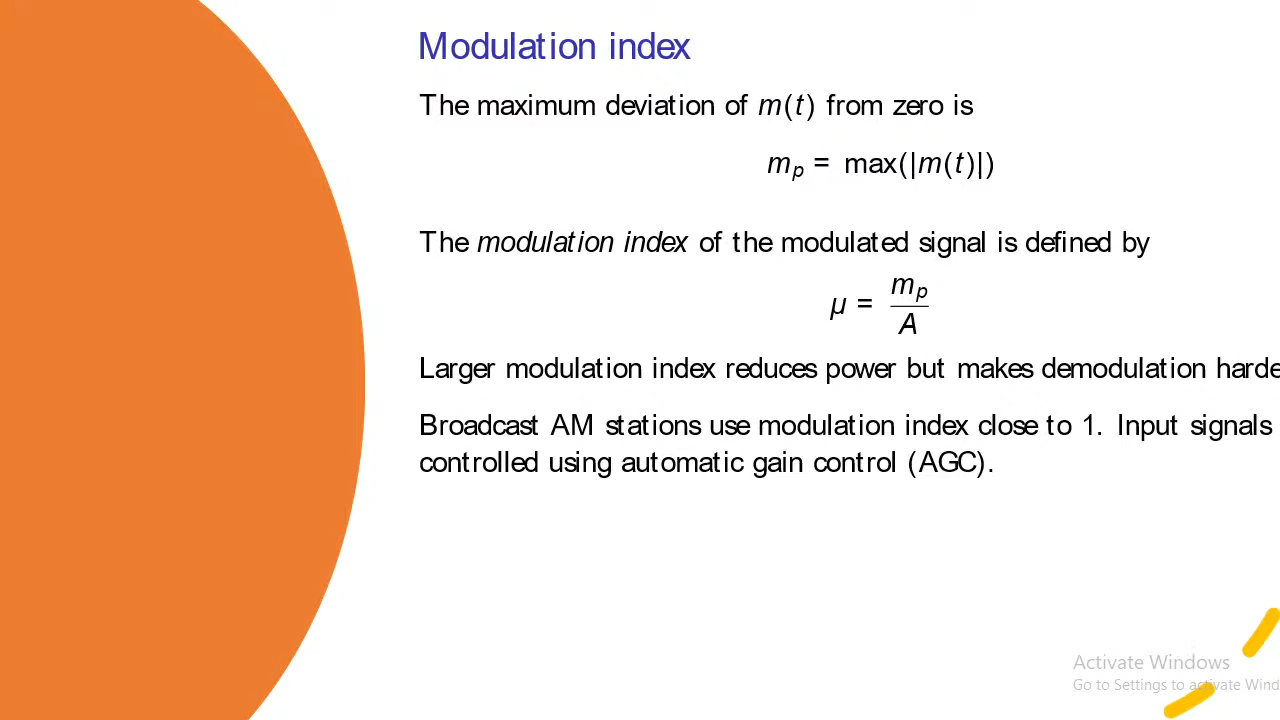 Modulation index
The maximum deviation of m(t) from zero is
m_p = max(|m(t)|)
The modulation index of the modulated signal is defined by
μ = m_p / A
Larger modulation index reduces power but makes demodulation harde
Broadcast AM stations use modulation index close to 1. Input signals
controlled using automatic gain control (AGC).
Activate Windows
Go to Settings to activate Wind